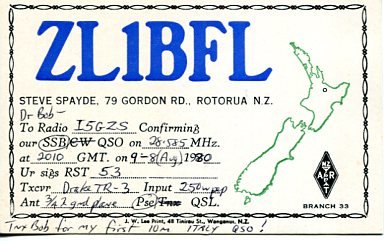 ZL1BFL
STEVE SPAYDE, 79 GORDON RD., ROTORUA N.Z.
Dr Bob-
To Radio I5GZS Confirming
our SSB/CW QSO on 28.585 MHz.
at 2010 GMT. on 9-8 (Aug) 1980
Ur sigs RST 53
Txcvr Drake TR-3 Input 250w pep
Ant 3/4 λ grd plane (Pse) Tnx QSL.
NZART
BRANCH 33
J. W. Lee Print, 48 Tinirau St., Wanganui, N.Z.
Tnx Bob for my first 10m ITALY QSO!